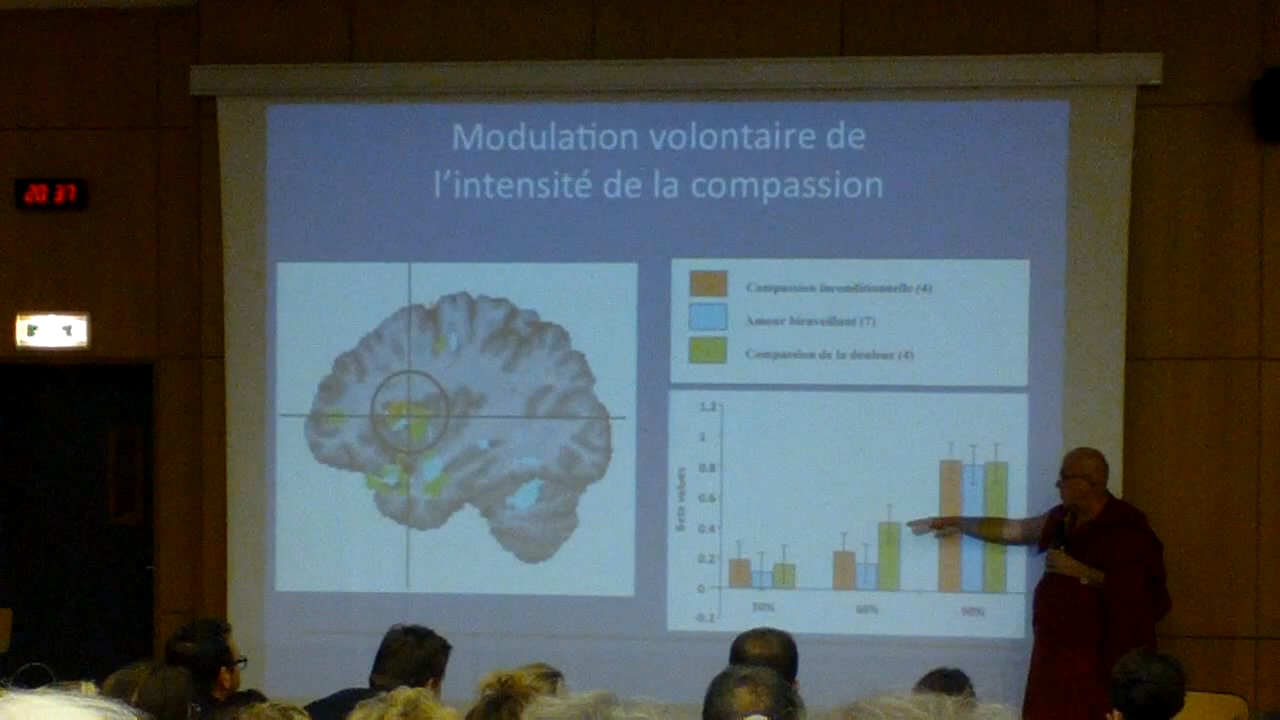 Modulation volontaire de
l'intensité de la compassion
20 37
Compassion inconditionnelle (4)
Amour bienveillant (7)
Compassion de la douleur (4)
1.2
1
0.8
0.6
0.4
0.2
0
-0.2
Beta values
30% 60% 90%